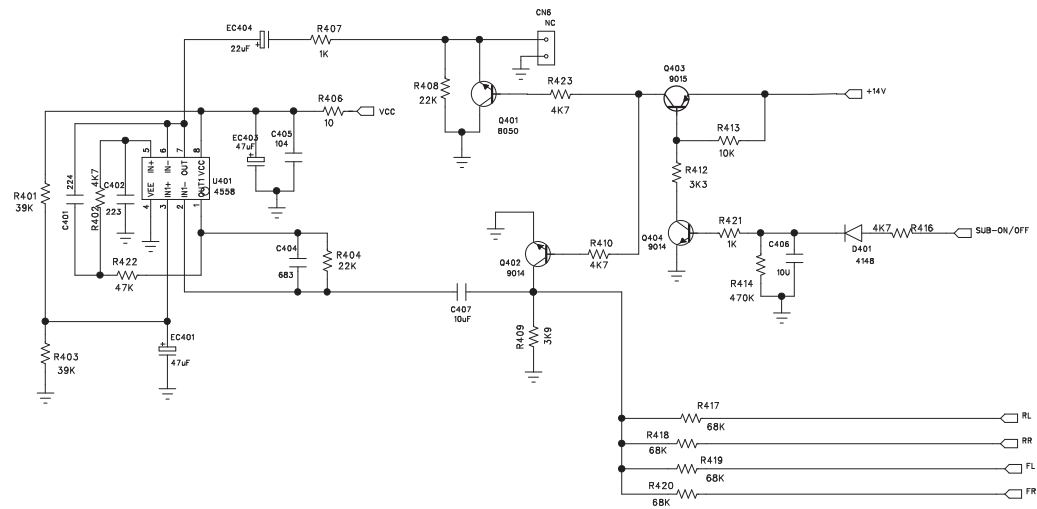 CN6
NC
EC404
22uF
+
R407
1K
R408
22K
Q401
8050
R423
4K7
Q403
9015
+14V
R413
10K
R412
3K3
R406
10
VCC
EC403
47uF
+
C405
104
5
6
7
8
IN+
IN-
OUT
VCC
VEE
IN1+
IN1-
OUT1
4
3
2
1
U401
4558
R401
39K
224
C401
4K7
R402
C402
223
R422
47K
C404
683
R404
22K
Q402
9014
R410
4K7
Q404
9014
R421
1K
C406
10U
R414
470K
D401
4148
4K7
R416
SUB-ON/OFF
C407
10uF
R409
3K9
R403
39K
EC401
+
47uF
R417
68K
RL
R418
68K
RR
R419
68K
FL
R420
68K
FR